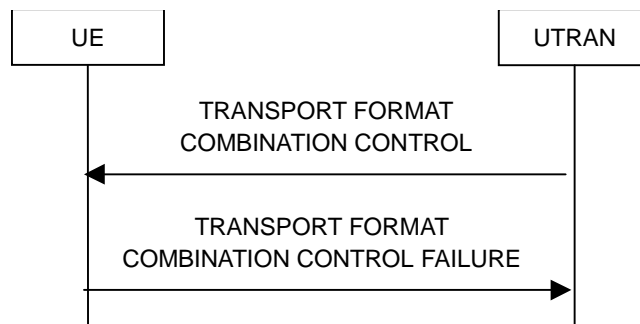 UE
UTRAN
TRANSPORT FORMAT
COMBINATION CONTROL
TRANSPORT FORMAT
COMBINATION CONTROL FAILURE